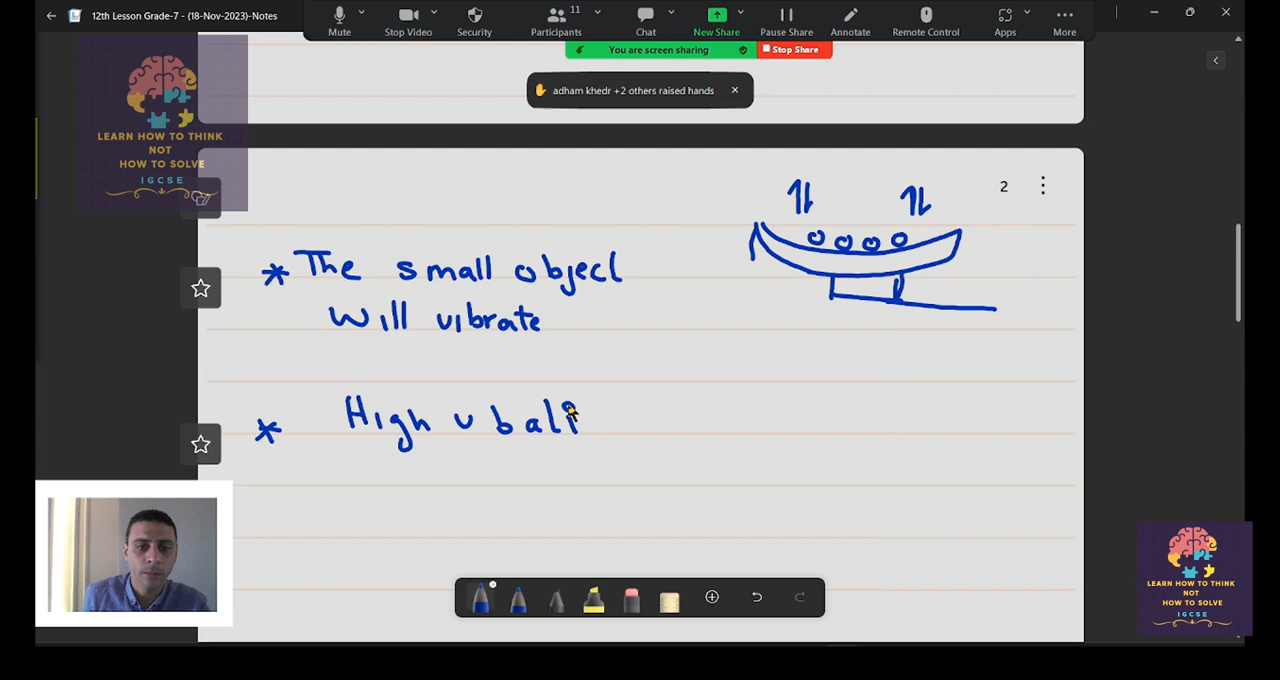 12th Lesson Grade-7 - (18-Nov-2023)-Notes
Mute
Stop Video
Security
Participants
11
Chat
New Share
Pause Share
Annotate
Remote Control
Apps
More
You are screen sharing
Stop Share
adham khedr +2 others raised hands
LEARN HOW TO THINK
NOT
HOW TO SOLVE
IGCSE
2
* The small object
will vibrate
* High v bali
LEARN HOW TO THINK
NOT
HOW TO SOLVE
IGCSE